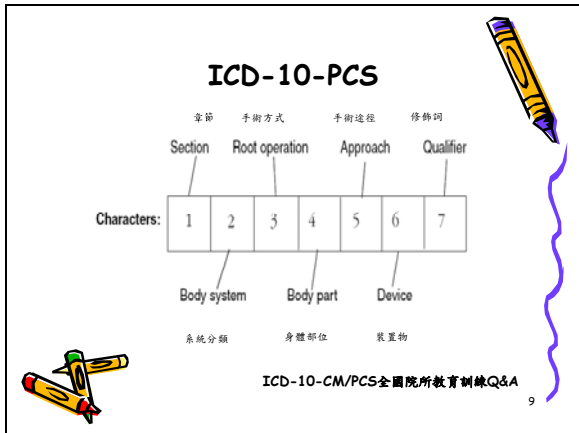 ICD-10-PCS
章節 手術方式 手術途徑 修飾詞
Section Root operation Approach Qualifier
Characters: 1 2 3 4 5 6 7
Body system Body part Device
系統分類 身體部位 裝置物
ICD-10-CM/PCS全國院所教育訓練Q&A
9